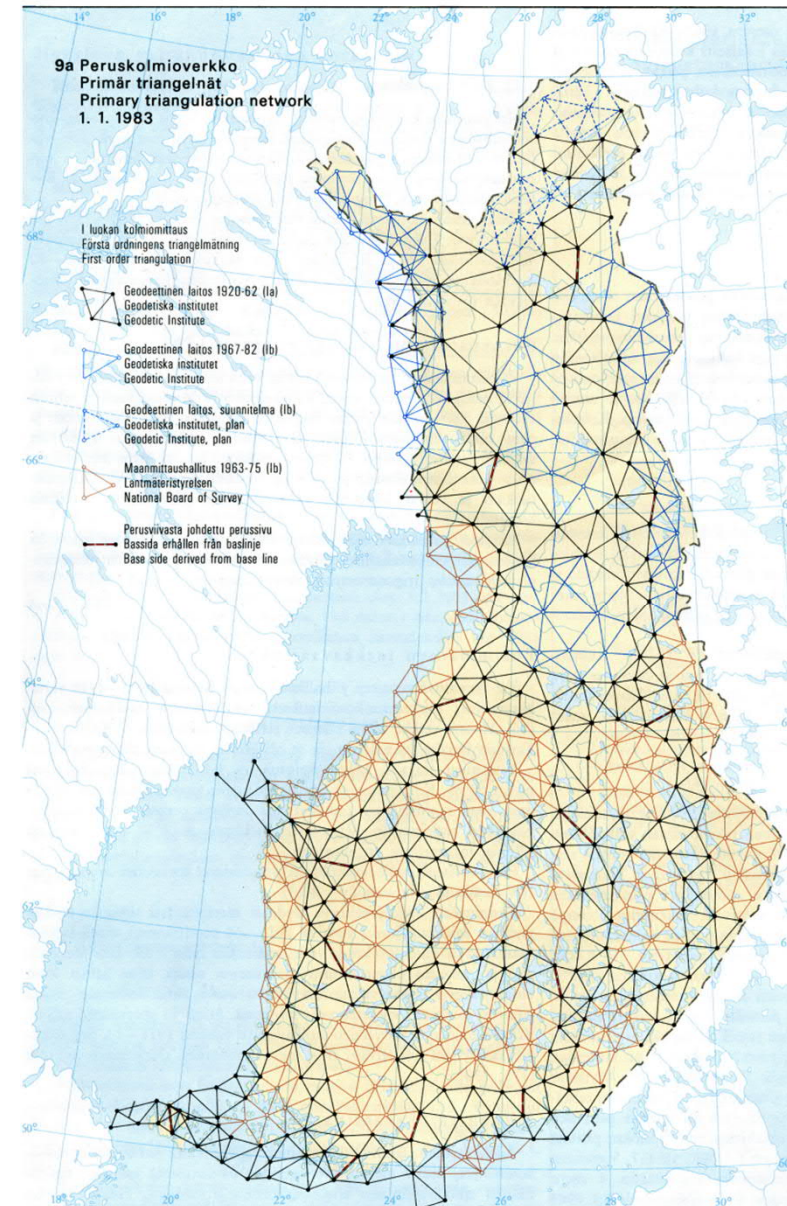 14°
16°
18°
20°
22°
24°
26°
28°
30°
32°
9a Peruskolmioverkko
Primär triangelnät
Primary triangulation network
1. 1. 1983
I luokan kolmiomittaus
Första ordningens triangelmätning
First order triangulation
68°
Geodeettinen laitos 1920-62 (Ia)
Geodetiska institutet
Geodetic Institute
Geodeettinen laitos 1967-82 (Ib)
Geodetiska institutet
Geodetic Institute
Geodeettinen laitos, suunnitelma (Ib)
Geodetiska institutet, plan
Geodetic Institute, plan
66°
Maanmittaushallitus 1963-75 (Ib)
Lantmäteristyrelsen
National Board of Survey
Perusviivasta johdettu perussivu
Bassida erhållen från baslinje
Base side derived from base line
64°
62°
60°
18°
20°
22°
24°
26°
28°
30°